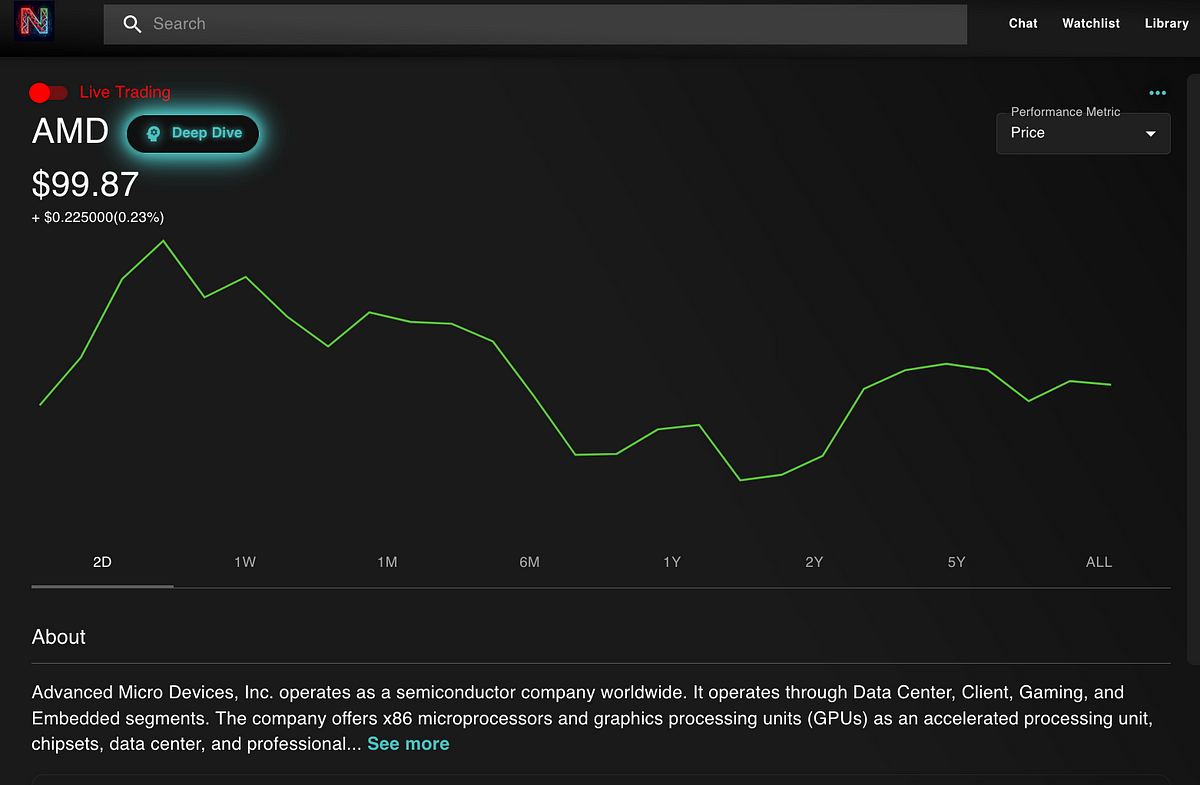 N
Search
Chat
Watchlist
Library
Live Trading
AMD
Deep Dive
Performance Metric
Price
$99.87
+ $0.225000(0.23%)
2D
1W
1M
6M
1Y
2Y
5Y
ALL
About
Advanced Micro Devices, Inc. operates as a semiconductor company worldwide. It operates through Data Center, Client, Gaming, and
Embedded segments. The company offers x86 microprocessors and graphics processing units (GPUs) as an accelerated processing unit,
chipsets, data center, and professional... See more